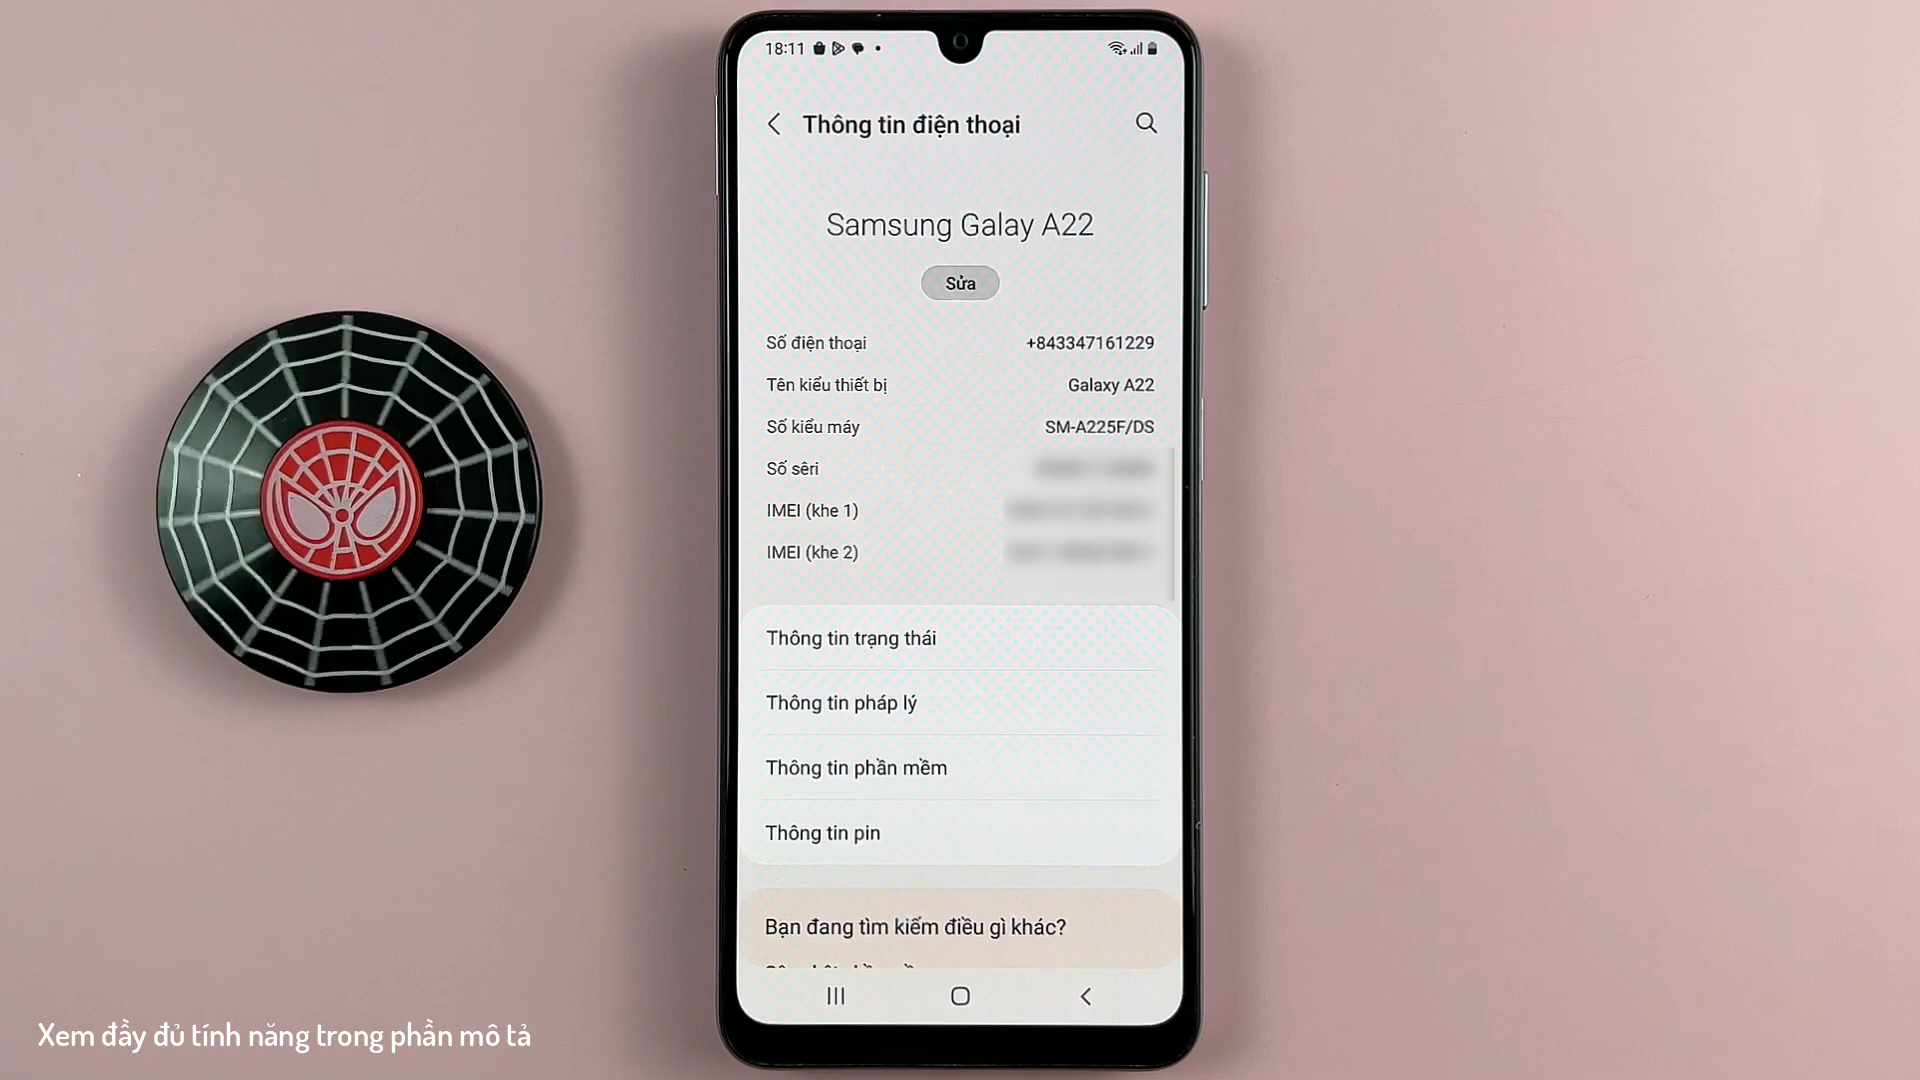 18:11
Thông tin điện thoại
Samsung Galay A22
Sửa
Số điện thoại +843347161229
Tên kiểu thiết bị Galaxy A22
Số kiểu máy SM-A225F/DS
Số sêri
IMEI (khe 1)
IMEI (khe 2)
Thông tin trạng thái
Thông tin pháp lý
Thông tin phần mềm
Thông tin pin
Bạn đang tìm kiếm điều gì khác?
Xem đầy đủ tính năng trong phần mô tả